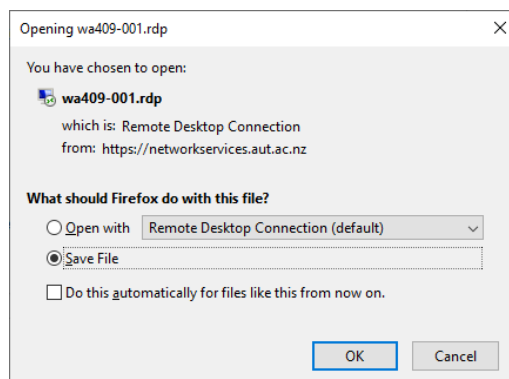 Opening wa409-001.rdp
You have chosen to open:
wa409-001.rdp
which is: Remote Desktop Connection
from: https://networkservices.aut.ac.nz
What should Firefox do with this file?
Open with Remote Desktop Connection (default)
Save File
Do this automatically for files like this from now on.
OK Cancel